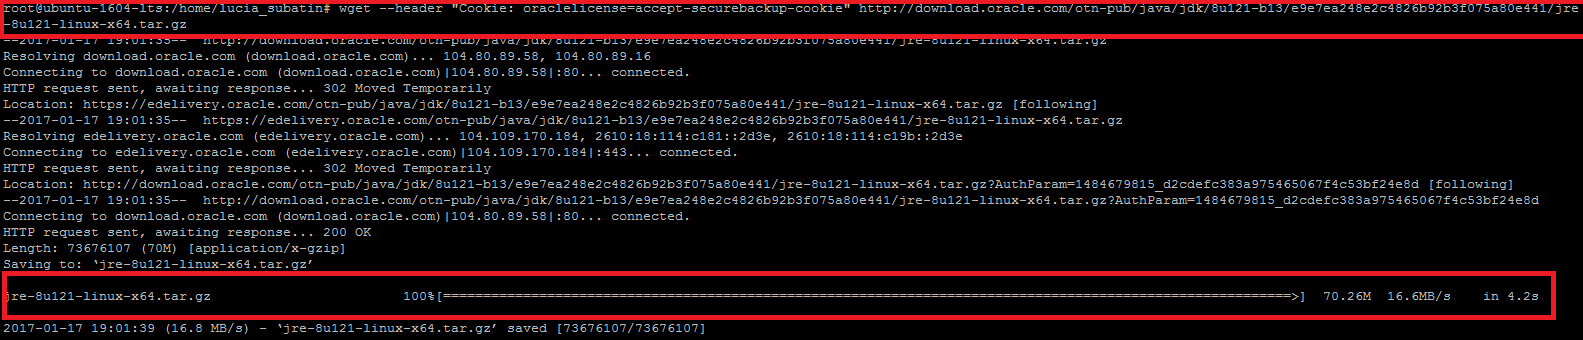 root@ubuntu-1604-lts:/home/lucia_subatin# wget --header "Cookie: oraclelicense=accept-securebackup-cookie" http://download.oracle.com/otn-pub/java/jdk/8u121-b13/e9e7ea248e2c4826b92b3f075a80e441/jre
-8u121-linux-x64.tar.gz
--2017-01-17 19:01:35--  http://download.oracle.com/otn-pub/java/jdk/8u121-b13/e9e7ea248e2c4826b92b3f075a80e441/jre-8u121-linux-x64.tar.gz
Resolving download.oracle.com (download.oracle.com)... 104.80.89.58, 104.80.89.16
Connecting to download.oracle.com (download.oracle.com)|104.80.89.58|:80... connected.
HTTP request sent, awaiting response... 302 Moved Temporarily
Location: https://edelivery.oracle.com/otn-pub/java/jdk/8u121-b13/e9e7ea248e2c4826b92b3f075a80e441/jre-8u121-linux-x64.tar.gz [following]
--2017-01-17 19:01:35--  https://edelivery.oracle.com/otn-pub/java/jdk/8u121-b13/e9e7ea248e2c4826b92b3f075a80e441/jre-8u121-linux-x64.tar.gz
Resolving edelivery.oracle.com (edelivery.oracle.com)... 104.109.170.184, 2610:18:114:c181::2d3e, 2610:18:114:c19b::2d3e
Connecting to edelivery.oracle.com (edelivery.oracle.com)|104.109.170.184|:443... connected.
HTTP request sent, awaiting response... 302 Moved Temporarily
Location: http://download.oracle.com/otn-pub/java/jdk/8u121-b13/e9e7ea248e2c4826b92b3f075a80e441/jre-8u121-linux-x64.tar.gz?AuthParam=1484679815_d2cdefc383a975465067f4c53bf24e8d [following]
--2017-01-17 19:01:35--  http://download.oracle.com/otn-pub/java/jdk/8u121-b13/e9e7ea248e2c4826b92b3f075a80e441/jre-8u121-linux-x64.tar.gz?AuthParam=1484679815_d2cdefc383a975465067f4c53bf24e8d
Connecting to download.oracle.com (download.oracle.com)|104.80.89.58|:80... connected.
HTTP request sent, awaiting response... 200 OK
Length: 73676107 (70M) [application/x-gzip]
Saving to: ‘jre-8u121-linux-x64.tar.gz’
jre-8u121-linux-x64.tar.gz 100%[==========================================================================================================>] 70.26M 16.6MB/s in 4.2s
2017-01-17 19:01:39 (16.8 MB/s) - ‘jre-8u121-linux-x64.tar.gz’ saved [73676107/73676107]